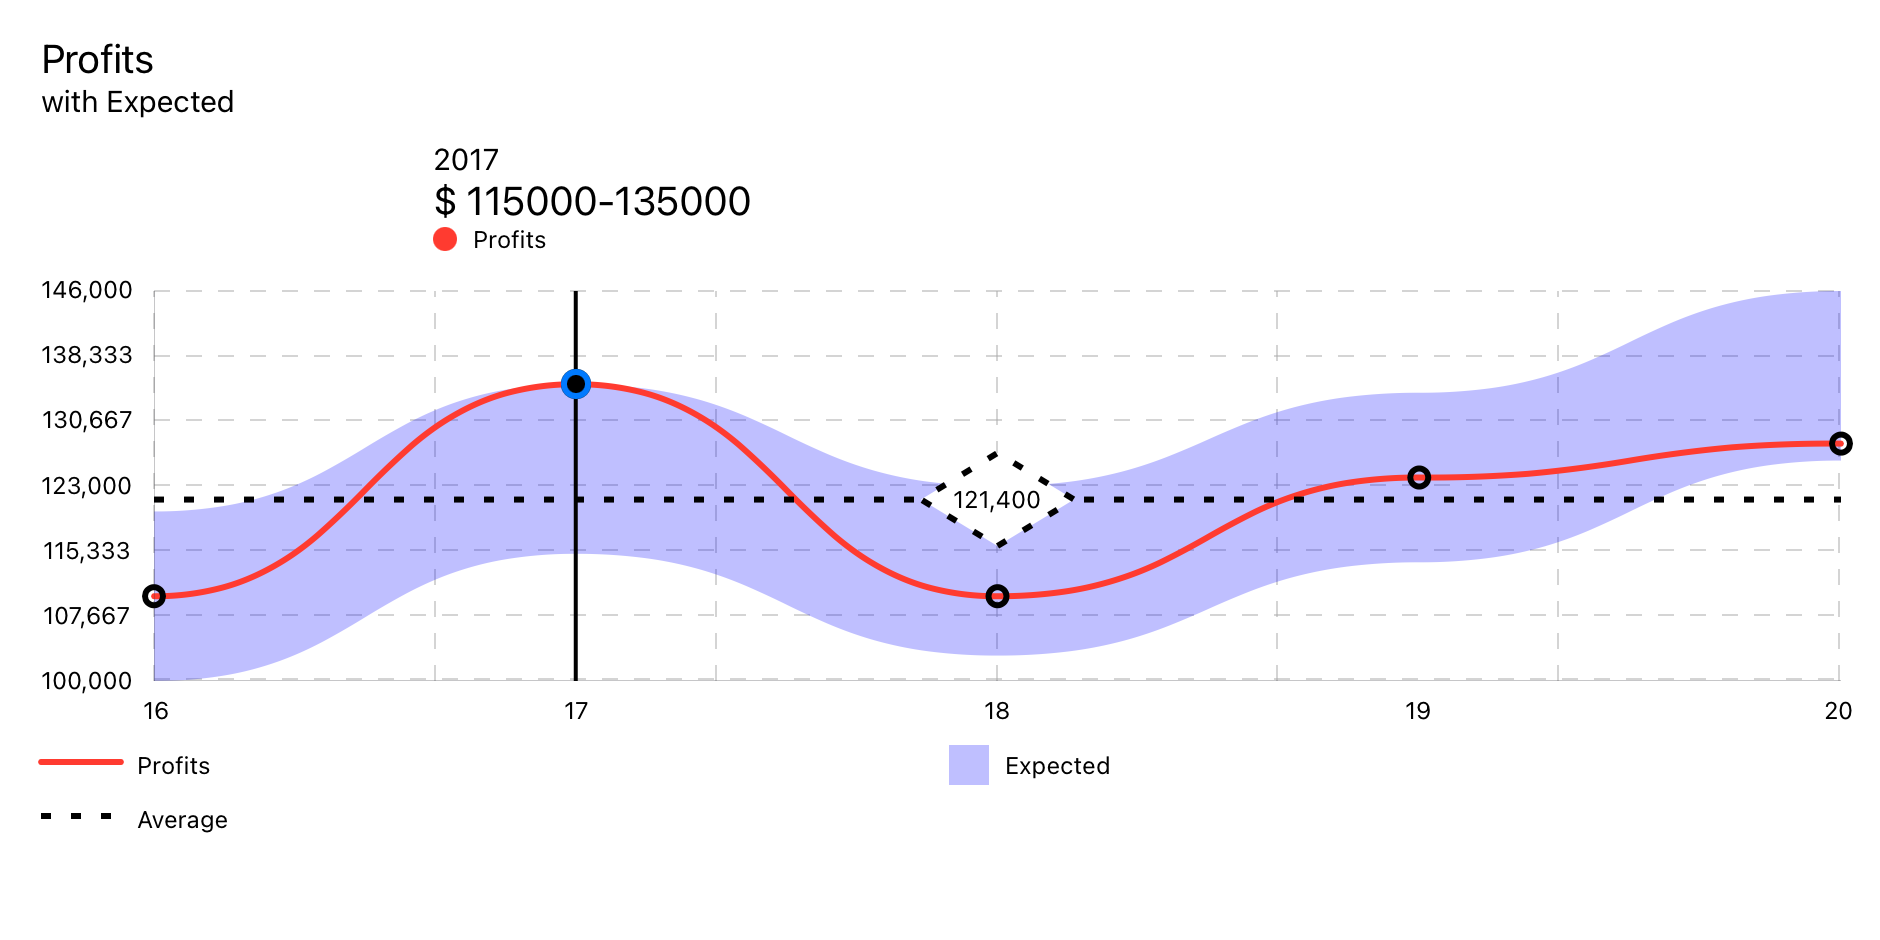 Profits
with Expected
2017
$ 115000-135000
Profits
146,000
138,333
130,667
123,000
121,400
115,333
107,667
100,000
16 17 18 19 20
Profits
Expected
Average